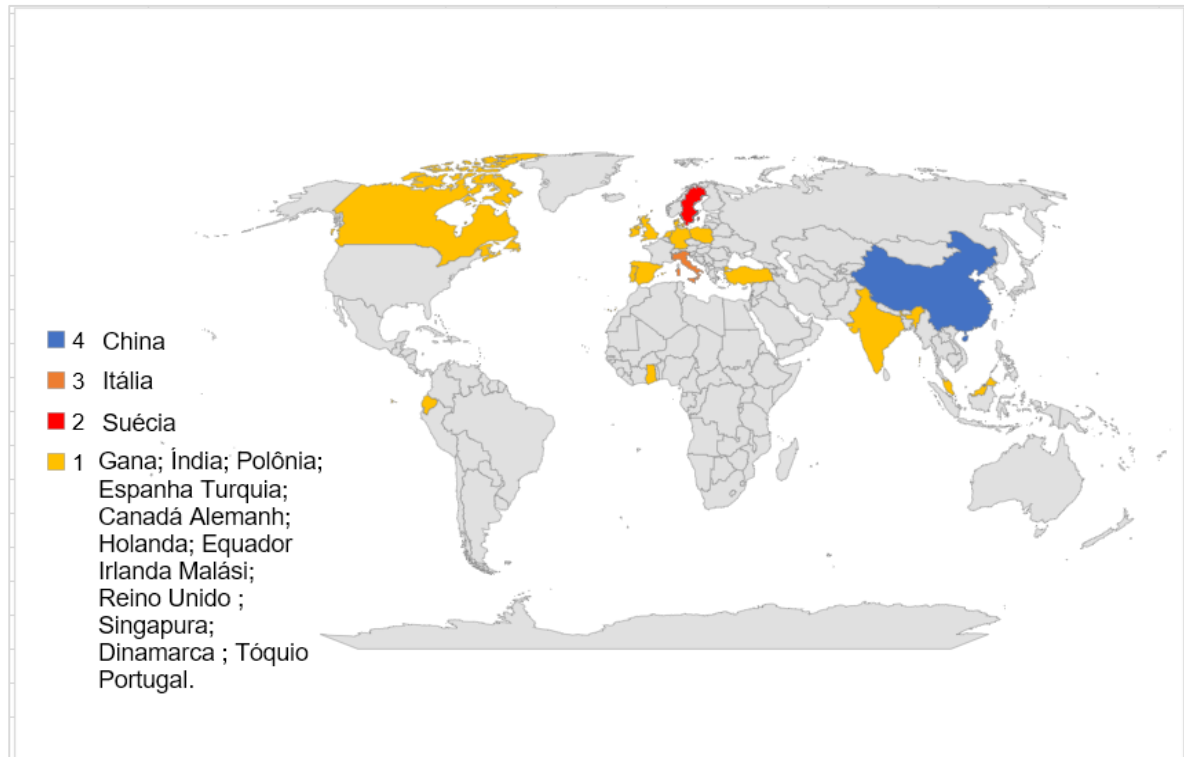 4 China
3 Itália
2 Suécia
1 Gana; Índia; Polônia;
Espanha Turquia;
Canadá Alemanh;
Holanda; Equador
Irlanda Malási;
Reino Unido ;
Singapura;
Dinamarca ; Tóquio
Portugal.